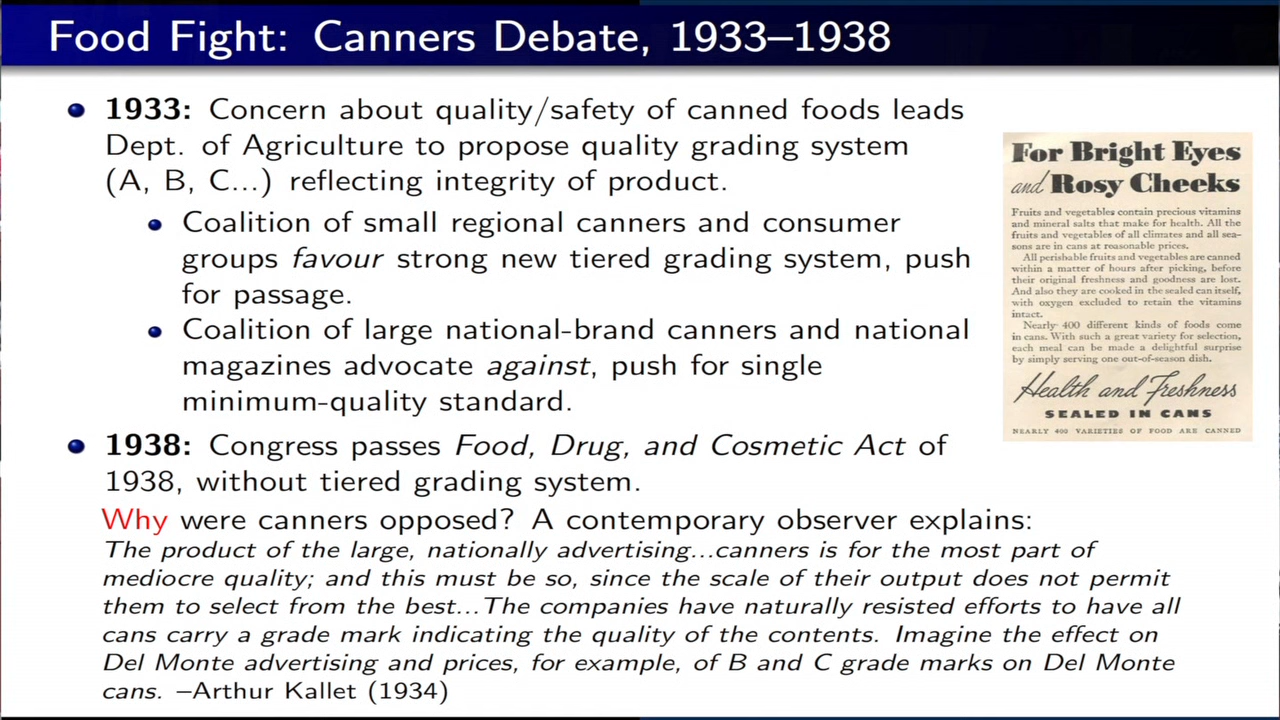 Food Fight: Canners Debate, 1933–1938
1933: Concern about quality/safety of canned foods leads
Dept. of Agriculture to propose quality grading system
(A, B, C...) reflecting integrity of product.
Coalition of small regional canners and consumer
groups favour strong new tiered grading system, push
for passage.
Coalition of large national-brand canners and national
magazines advocate against, push for single
minimum-quality standard.
1938: Congress passes Food, Drug, and Cosmetic Act of
1938, without tiered grading system.
Why were canners opposed? A contemporary observer explains:
The product of the large, nationally advertising...canners is for the most part of
mediocre quality; and this must be so, since the scale of their output does not permit
them to select from the best...The companies have naturally resisted efforts to have all
cans carry a grade mark indicating the quality of the contents. Imagine the effect on
Del Monte advertising and prices, for example, of B and C grade marks on Del Monte
cans. –Arthur Kallet (1934)
For Bright Eyes
and Rosy Cheeks
Fruits and vegetables contain precious vitamins
and mineral salts that make for health. All the
fruits and vegetables of all climates and all sea-
sons are in cans at reasonable prices.
All perishable fruits and vegetables are canned
within a matter of hours after picking, before
their original freshness and goodness are lost.
And also they are cooked in the sealed can itself,
with oxygen excluded to retain the vitamins
intact.
Nearly 400 different kinds of foods come
in cans. With such a great variety for selection,
each meal can be made a delightful surprise
by simply serving one out-of-season dish.
Health and Freshness
SEALED IN CANS
NEARLY 400 VARIETIES OF FOOD ARE CANNED